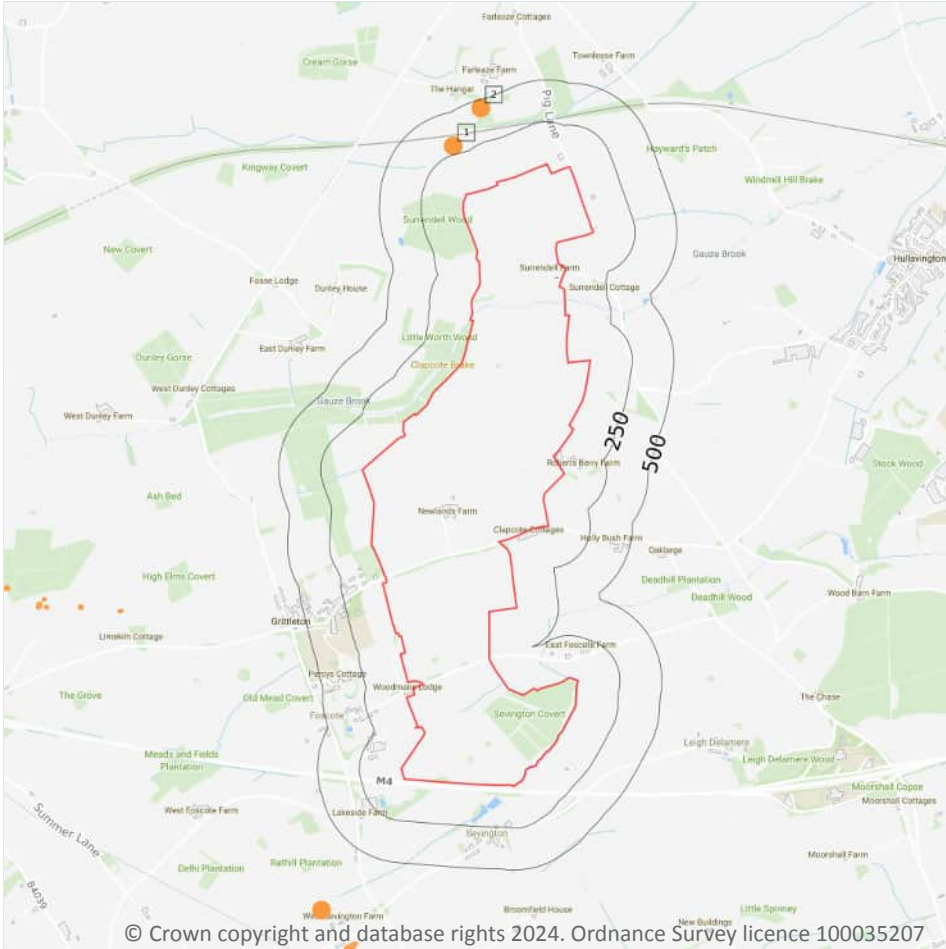 Farleaze Cottages
Townlease Farm
Cream Gorse
Farleaze Farm
The Hangar
2
Pig Lane
1
Hayward's Patch
Kingway Covert
Windmill Hill Brake
Surrendell Wood
New Covert
Gauze Brook
Hullavington
Surrendell Farm
Fosse Lodge
Dunley House
Surrendell Cottage
Little Worth Wood
East Dunley Farm
Dunley Gorse
Clapcote Brake
West Dunley Cottages
Gauze Brook
West Dunley Farm
250
500
Roberts Berry Farm
Stock Wood
Ash Bed
Newlands Farm
Clapcote Cottages
Holly Bush Farm
Oaklarge
High Elms Covert
Deadhill Plantation
Deadhill Wood
Wood Barn Farm
Grittleton
Limekiln Cottage
East Foscote Farm
Percys Cottage
Woodmans Lodge
The Grove
Old Mead Covert
The Chase
Foscote
Sevington Covert
Leigh Delamere
Meads and Fields
Plantation
Leigh Delamere Wood
M4
Moorshall Copse
Moorshall Cottages
West Foscote Farm
Lakeside Farm
Summer Lane
Sevington
Moorshall Farm
Rathill Plantation
Delhi Plantation
B4039
West Sevington Farm
Broomfield House
Little Spinney
New Buildings
© Crown copyright and database rights 2024. Ordnance Survey licence 100035207